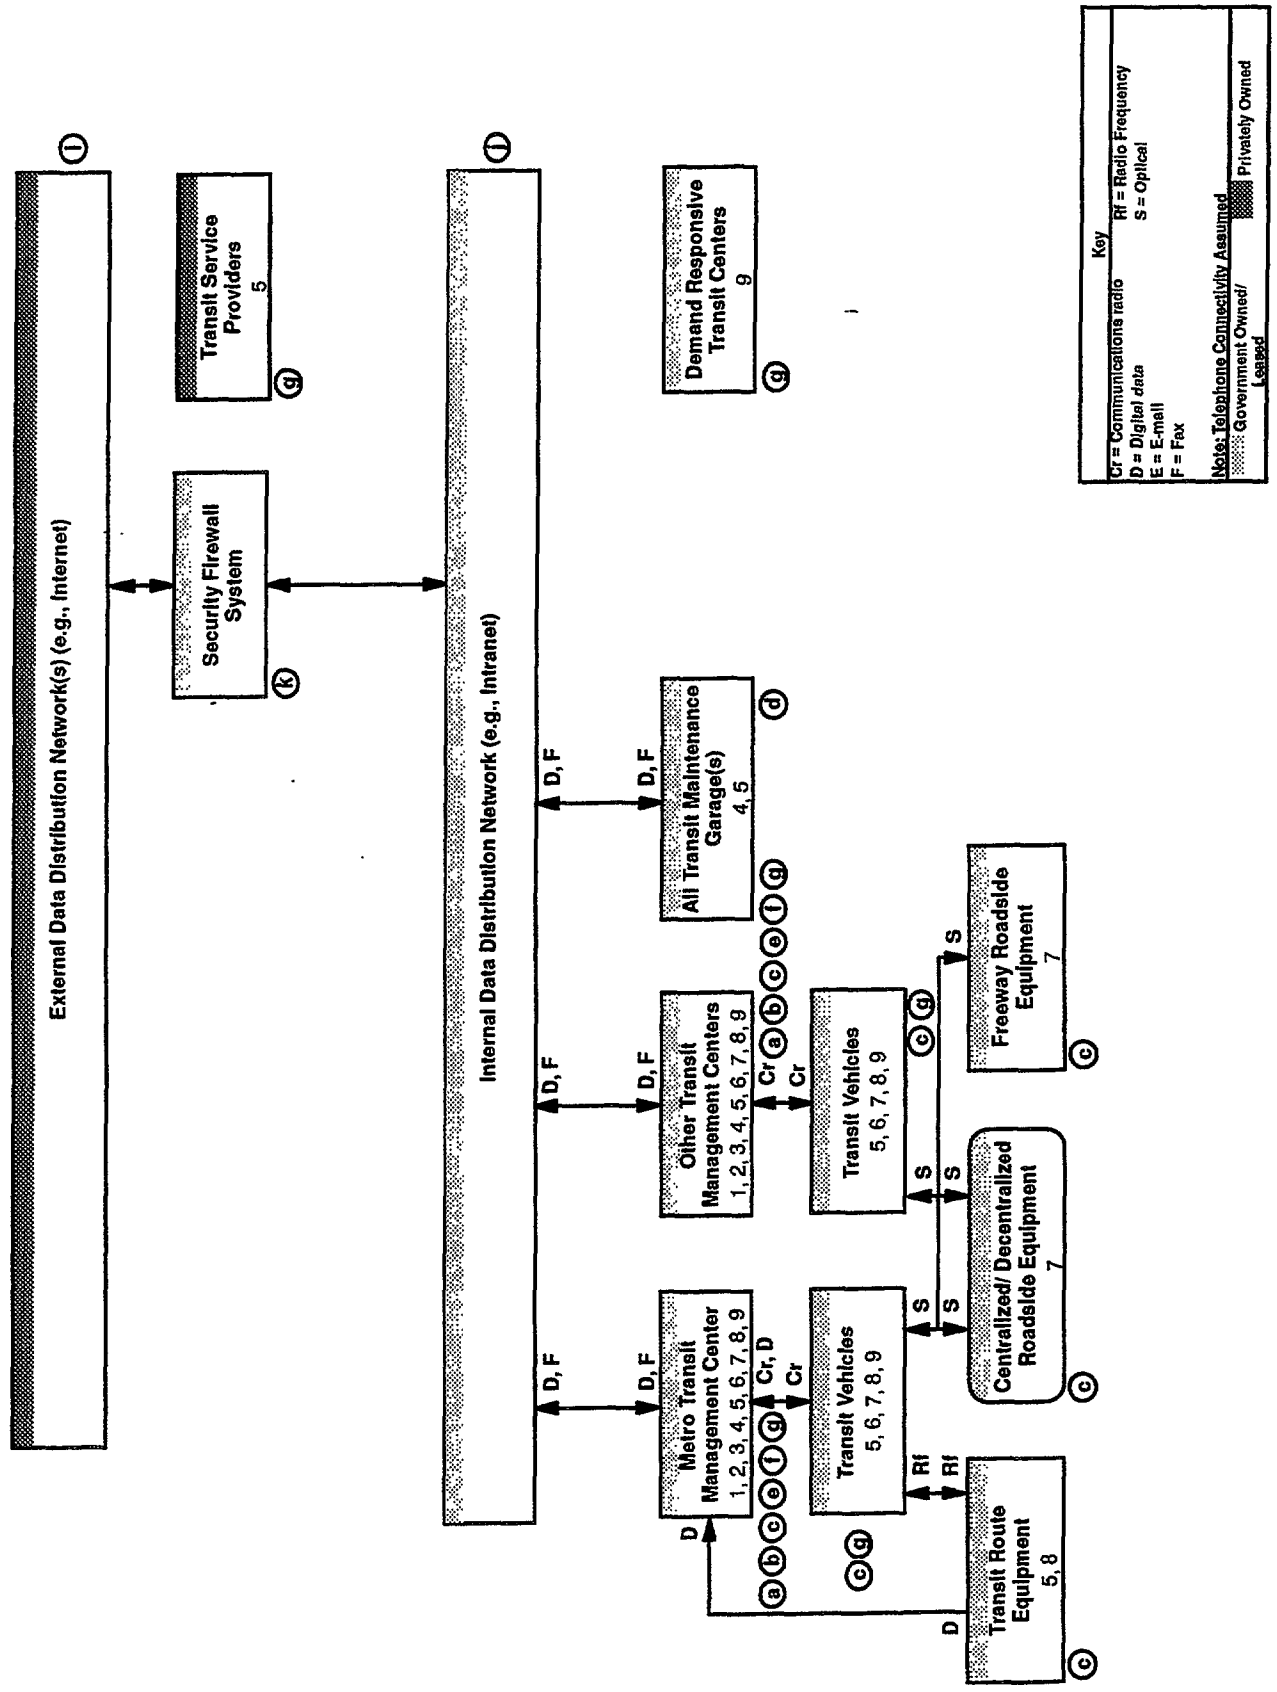 External Data Distribution Network(s) (e.g., Internet)
l
Security Firewall
System
k
Transit Service
Providers
5
g
Internal Data Distribution Network (e.g., Intranet)
j
D, F
D, F
D, F
D, F
D, F
D, F
D
Metro Transit
Management Center
1, 2, 3, 4, 5, 6, 7, 8, 9
a b c e f g
Cr, D
Cr
Other Transit
Management Centers
1, 2, 3, 4, 5, 6, 7, 8, 9
Cr
Cr
a b c e f g
All Transit Maintenance
Garage(s)
4, 5
d
Demand Responsive
Transit Centers
9
g
Transit Vehicles
5, 6, 7, 8, 9
c g
Transit Vehicles
5, 6, 7, 8, 9
c g
Rf
Rf
S
S
S
S
S
D
Transit Route
Equipment
5, 8
c
Centralized/ Decentralized
Roadside Equipment
7
c
Freeway Roadside
Equipment
7
c
Key
Cr = Communications radio Rf = Radio Frequency
D = Digital data S = Optical
E = E-mail
F = Fax
Note: Telephone Connectivity Assumed
Government Owned/ Privately Owned
Leased